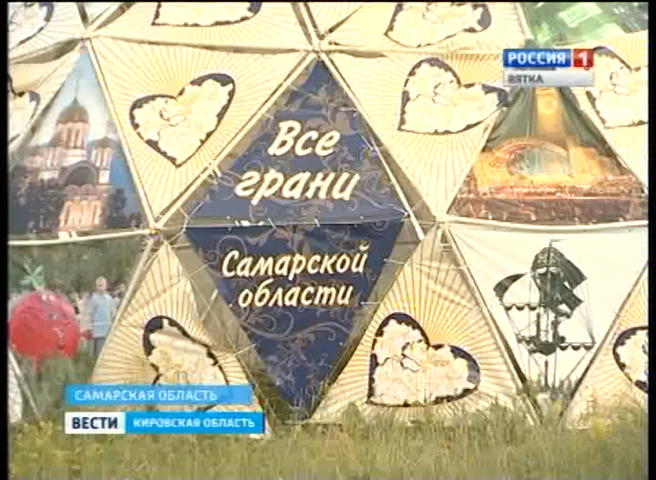 РОССИЯ 1
ВЯТКА
Все
грани
Самарской
области
САМАРСКАЯ ОБЛАСТЬ
ВЕСТИ КИРОВСКАЯ ОБЛАСТЬ